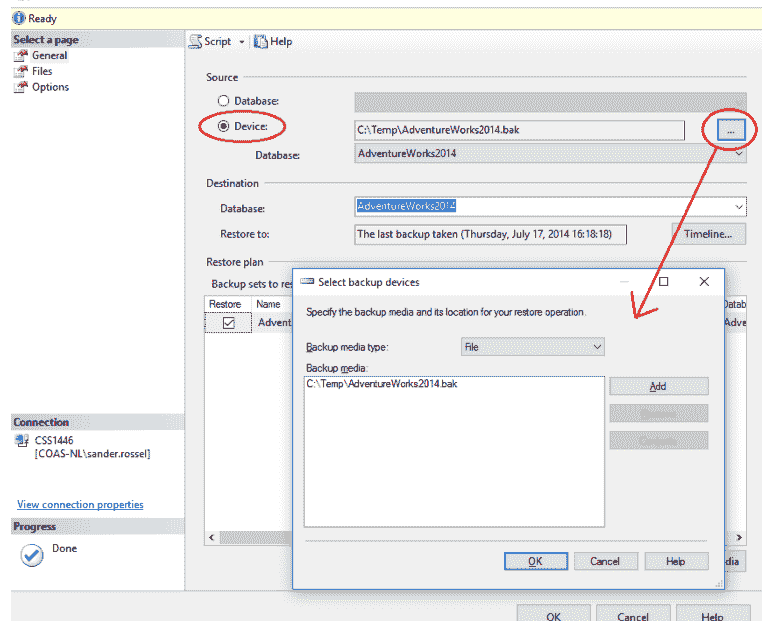 Ready
Select a page
General
Files
Options
Script
Help
Source
Database:
Device:
C:\Temp\AdventureWorks2014.bak
...
Database:
AdventureWorks2014
Destination
Database:
AdventureWorks2014
Restore to:
The last backup taken (Thursday, July 17, 2014 16:18:18)
Timeline...
Restore plan
Backup sets to res
Restore
Name
Datab
Advent
Adve
Select backup devices
Specify the backup media and its location for your restore operation.
Backup media type:
File
Backup media:
C:\Temp\AdventureWorks2014.bak
Add
OK
Cancel
Help
dia
Connection
CSS1446
[COAS-NL\sander.rossel]
View connection properties
Progress
Done
OK
Cancel
Help